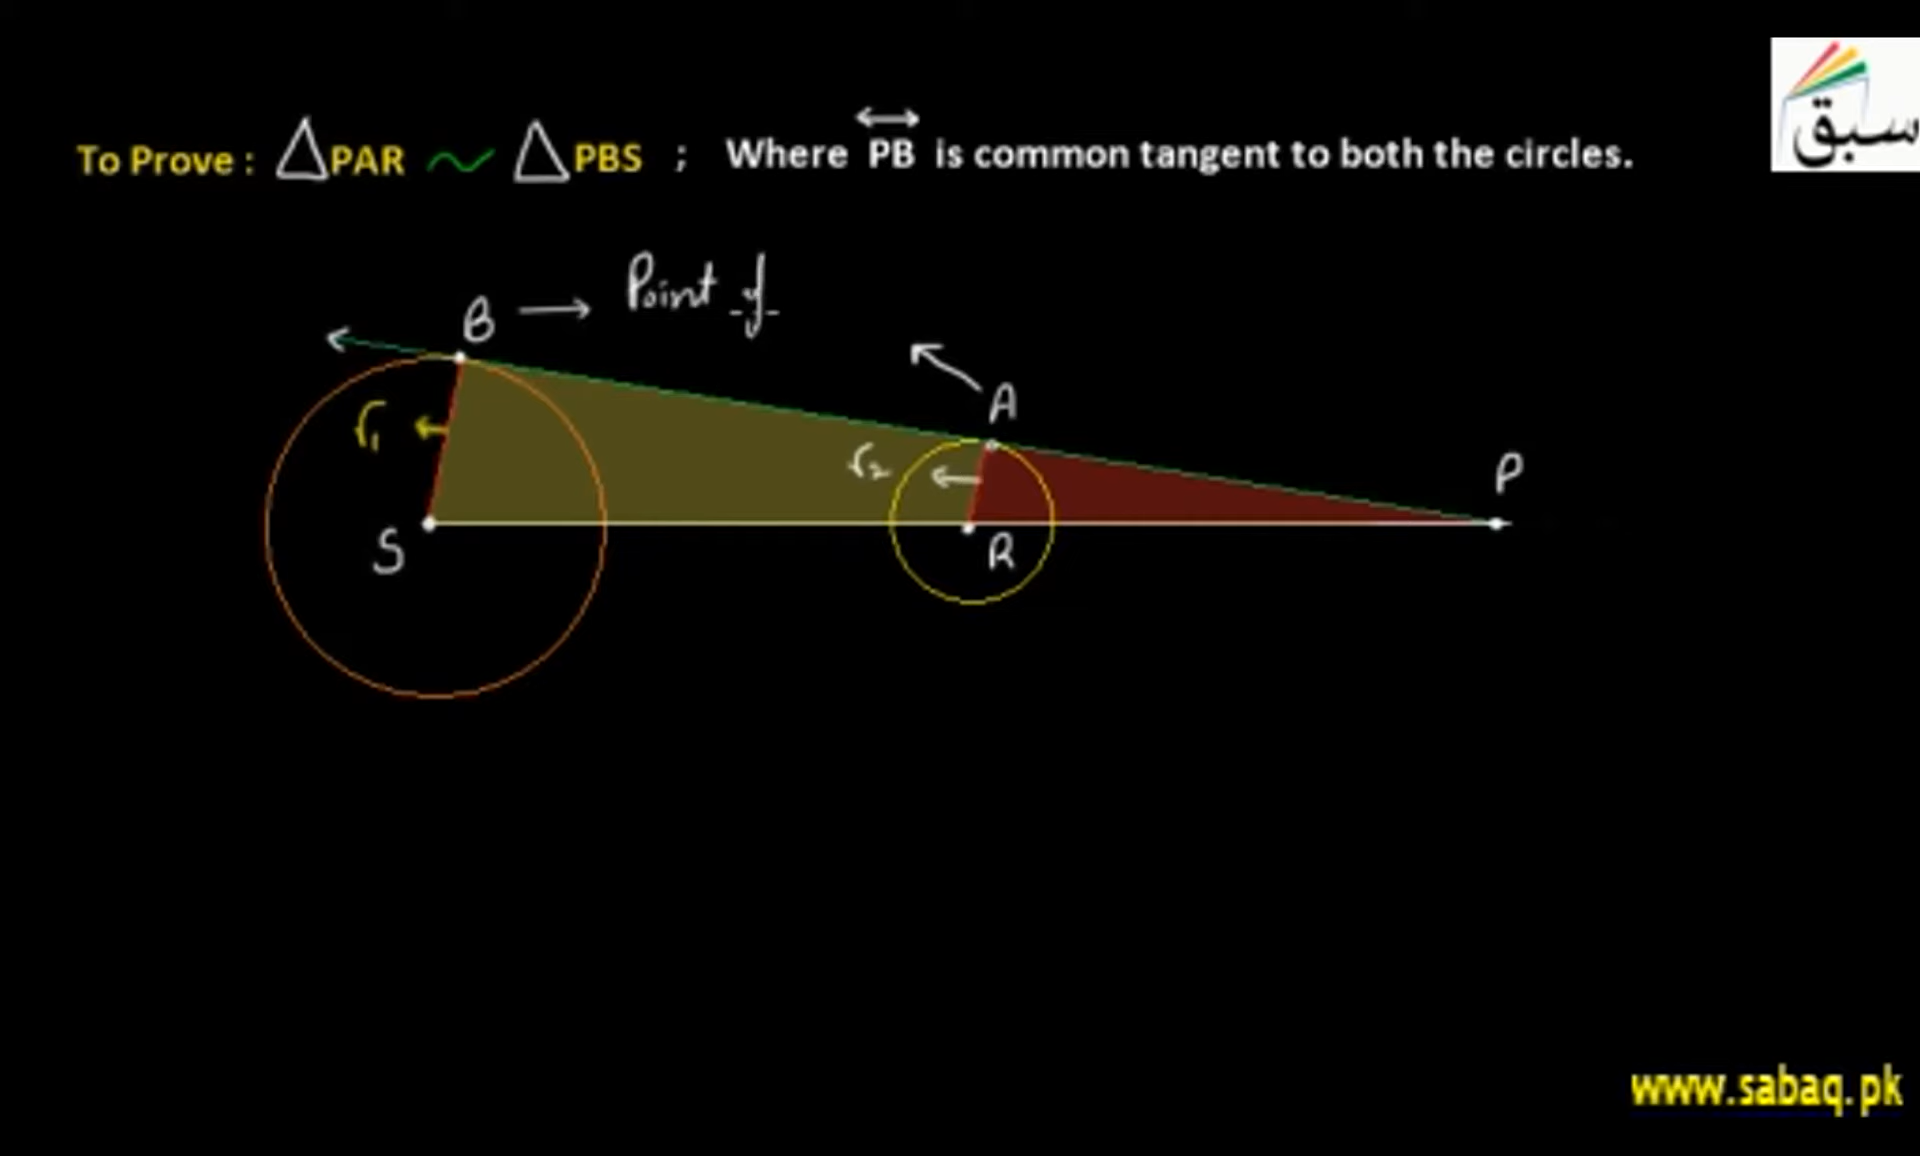 سبق
To Prove : △PAR ~ △PBS ; Where PB is common tangent to both the circles.
B → Point of
A
r₁
r₂
P
S
R
www.sabaq.pk